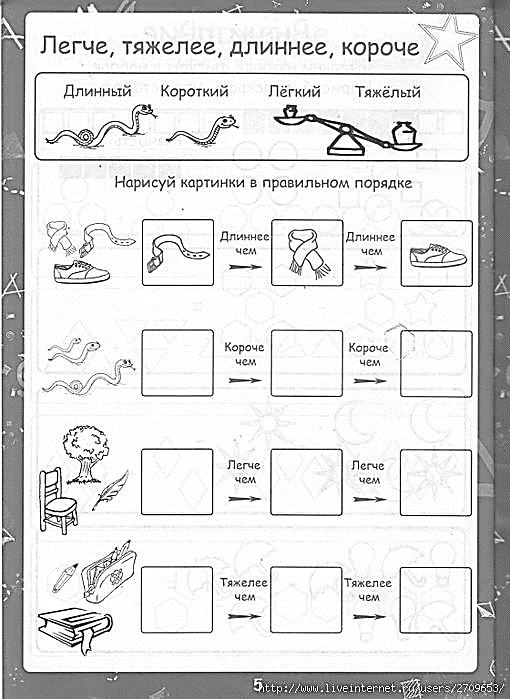 Легче, тяжелее, длиннее, короче
Длинный Короткий Лёгкий Тяжёлый
Нарисуй картинки в правильном порядке
Длиннее чем Длиннее чем
Короче чем Короче чем
Легче чем Легче чем
Тяжелее чем Тяжелее чем
5
http://www.liveinternet.ru/users/2709653/